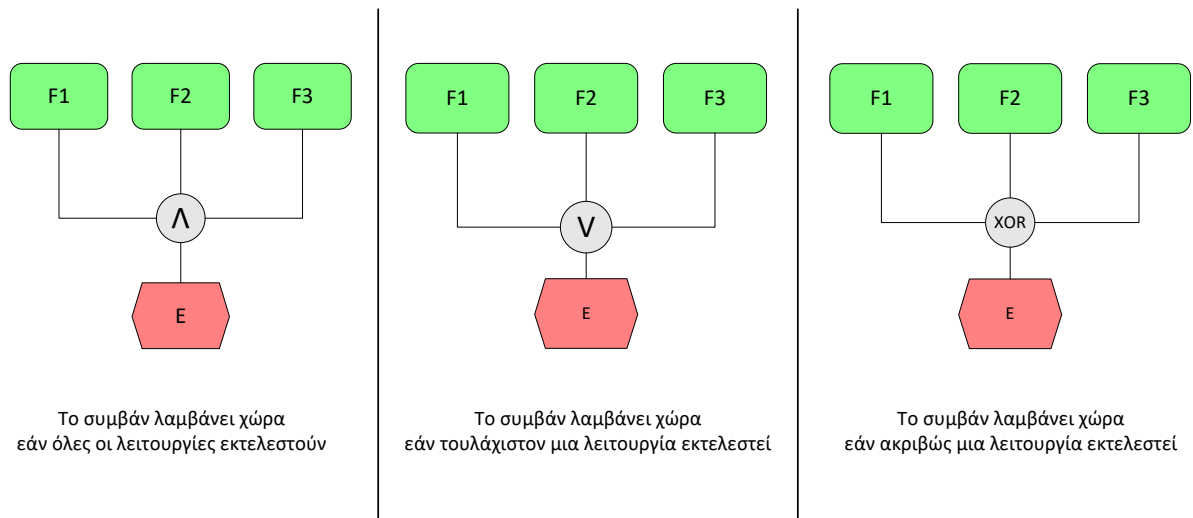 F1
F2
F3
Λ
E
Το συμβάν λαμβάνει χώρα
εάν όλες οι λειτουργίες εκτελεστούν
F1
F2
F3
V
E
Το συμβάν λαμβάνει χώρα
εάν τουλάχιστον μια λειτουργία εκτελεστεί
F1
F2
F3
XOR
E
Το συμβάν λαμβάνει χώρα
εάν ακριβώς μια λειτουργία εκτελεστεί